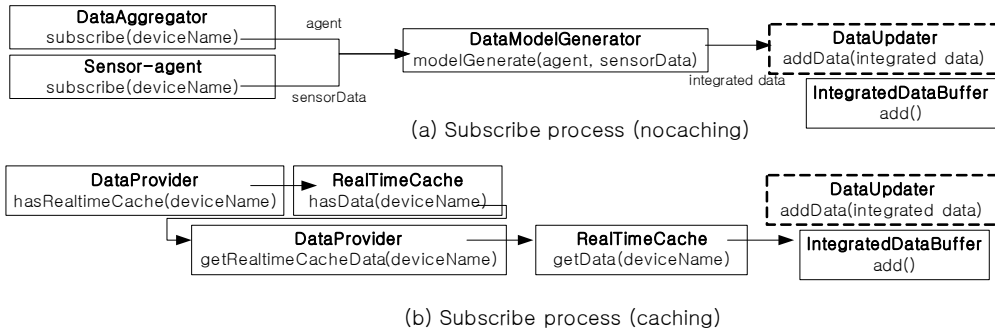 DataAggregator
subscribe(deviceName)
agent
Sensor-agent
subscribe(deviceName)
sensorData
DataModelGenerator
modelGenerate(agent, sensorData)
integrated data
DataUpdater
addData(integrated data)
IntegratedDataBuffer
add()
(a) Subscribe process (nocaching)
DataProvider
hasRealtimeCache(deviceName)
RealTimeCache
hasData(deviceName)
DataProvider
getRealtimeCacheData(deviceName)
RealTimeCache
getData(deviceName)
DataUpdater
addData(integrated data)
IntegratedDataBuffer
add()
(b) Subscribe process (caching)